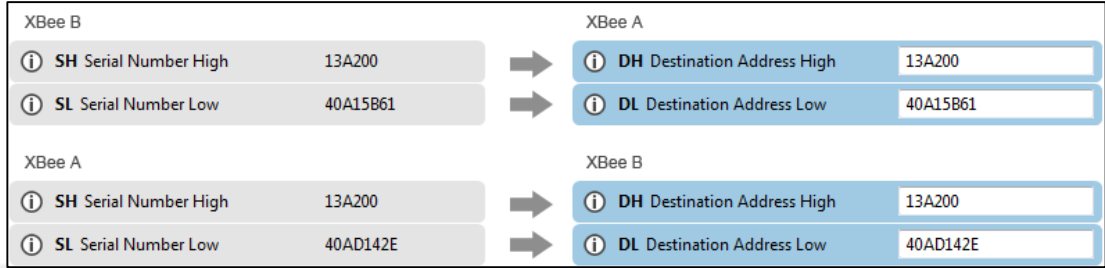 XBee B XBee A
SH Serial Number High 13A200 DH Destination Address High 13A200
SL Serial Number Low 40A15B61 DL Destination Address Low 40A15B61
XBee A XBee B
SH Serial Number High 13A200 DH Destination Address High 13A200
SL Serial Number Low 40AD142E DL Destination Address Low 40AD142E